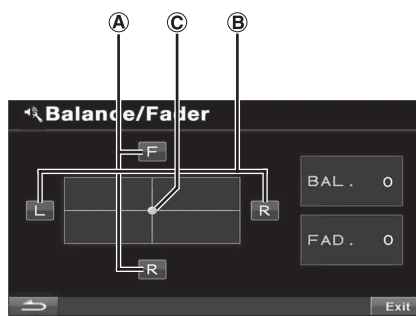 A C B
Balance/Fader
F
L R
R
BAL. 0
FAD. 0
Exit